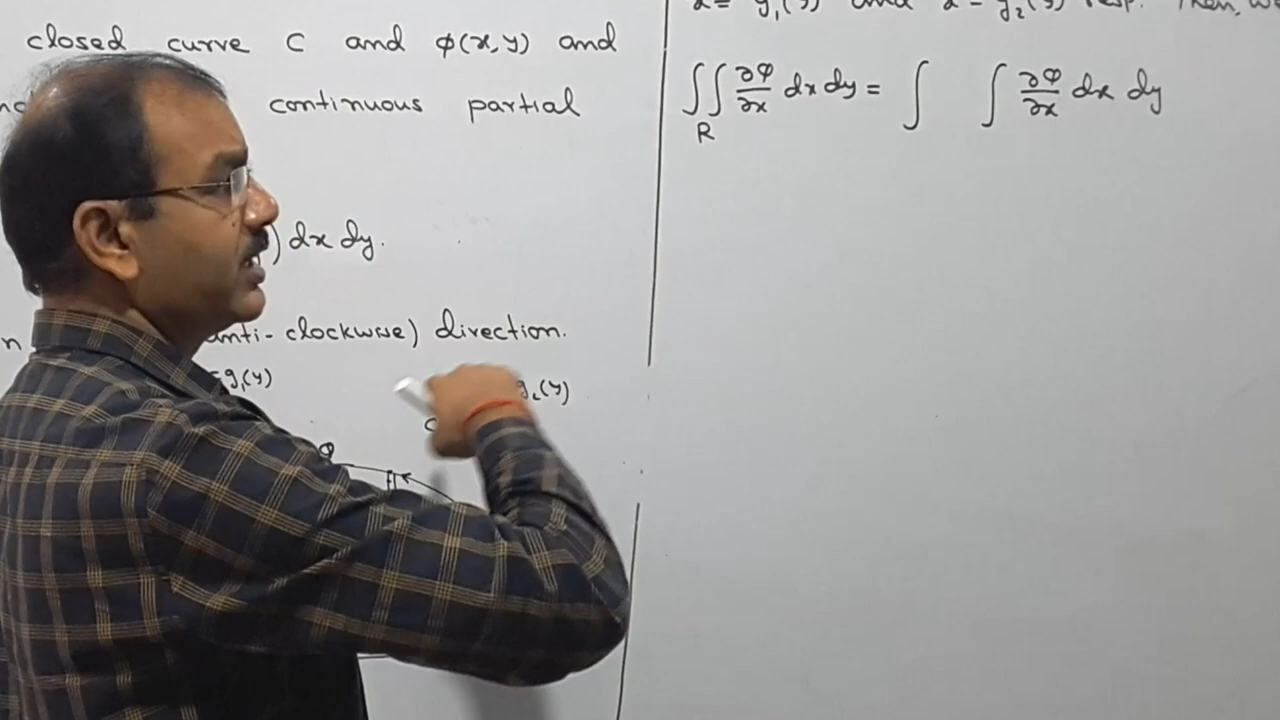 closed curve C and φ(x,y) and
continuous partial
) dx dy.
anti-clockwise) direction.
=g₁(y)
g₂(y)
x = g₁(y) and x = g₂(y) resp. Then, we
∬ ∂φ/∂x dx dy = ∫ ∫ ∂φ/∂x dx dy
R